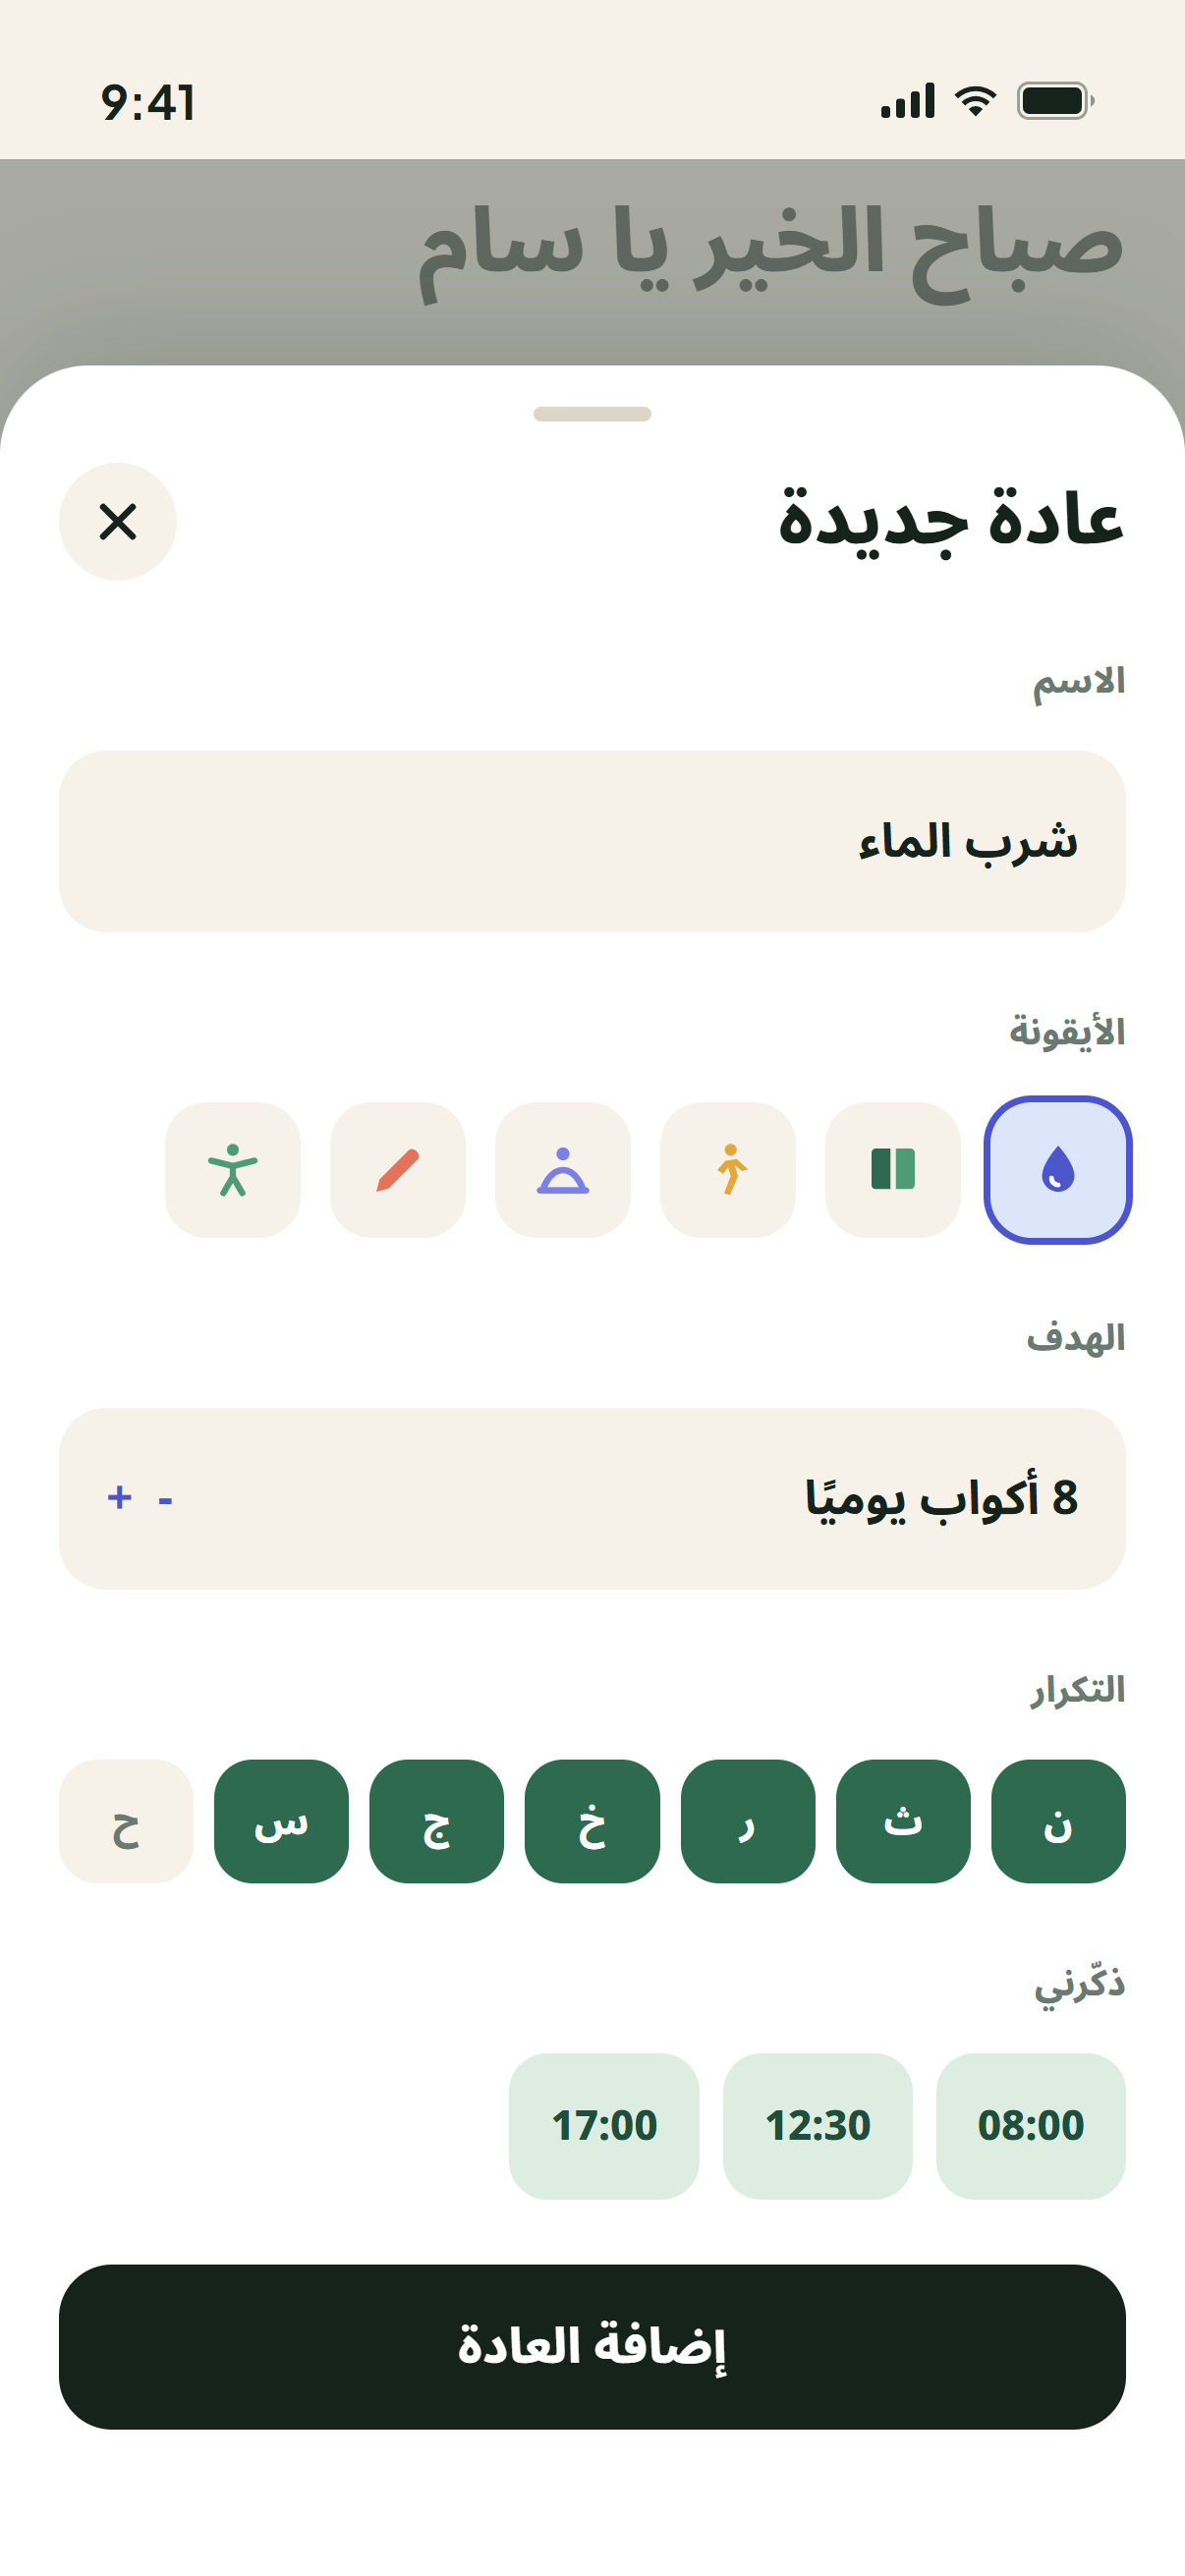 9:41
صباح الخير يا سام
عادة جديدة
الاسم
شرب الماء
الأيقونة
الهدف
8 أكواب يوميًا
- +
التكرار
ن ث ر خ ج س ح
ذكّرني
08:00 12:30 17:00
إضافة العادة